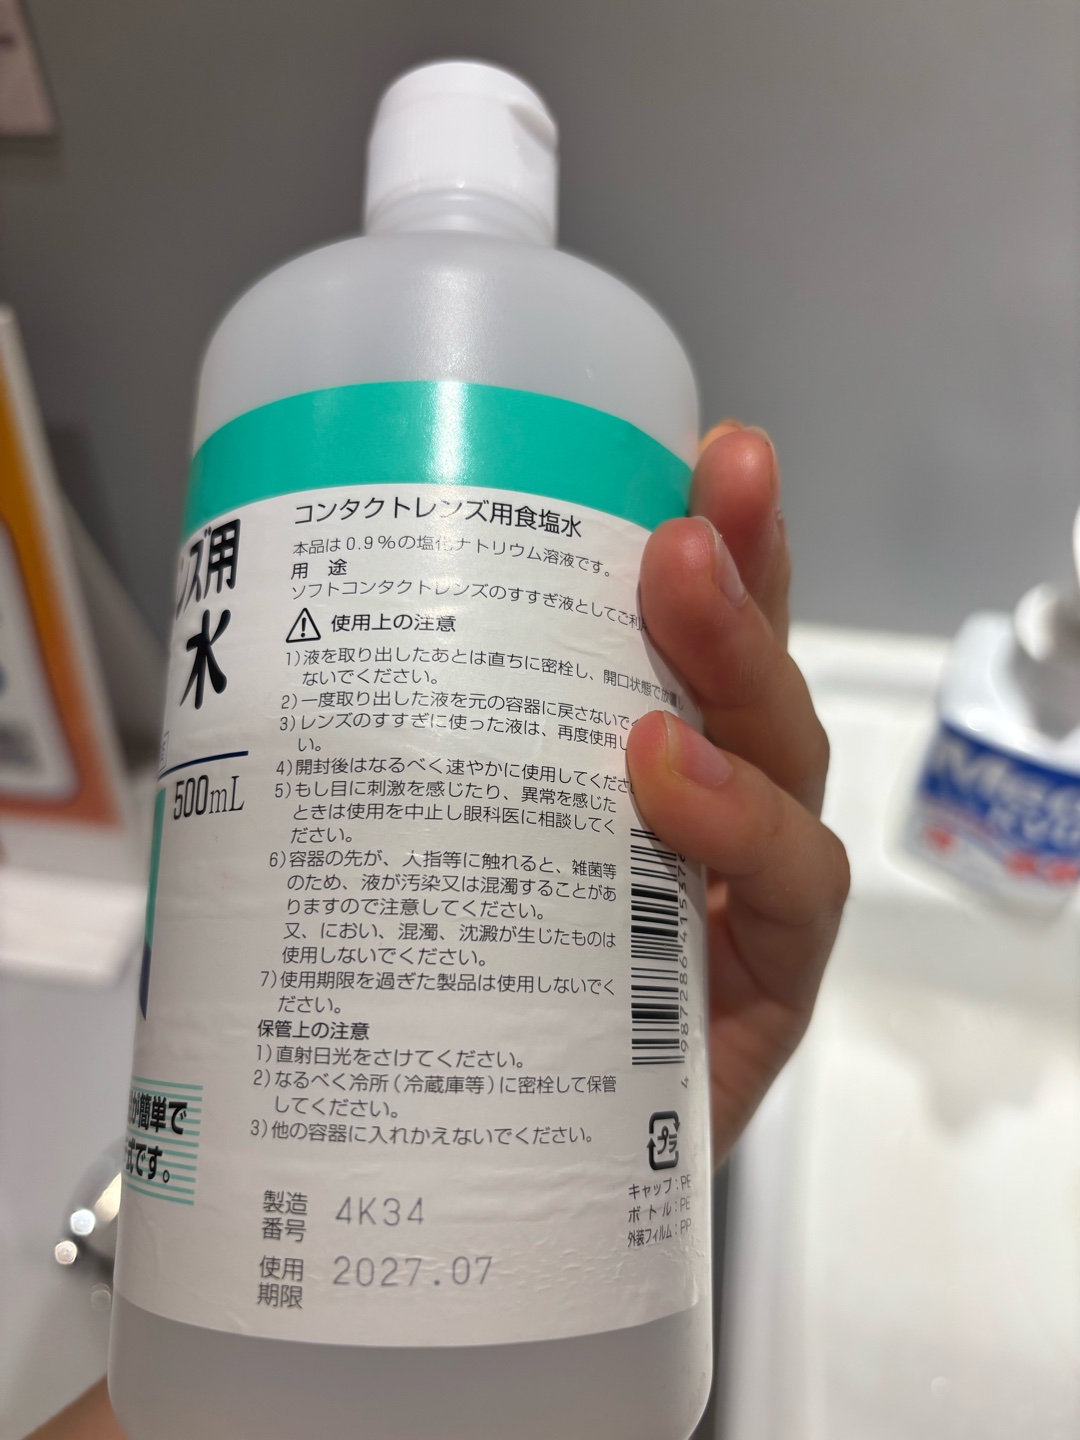 ンズ用
水
500mL
が簡単で
式です。
コンタクトレンズ用食塩水
本品は0.9%の塩化ナトリウム溶液です。
用 途
ソフトコンタクトレンズのすすぎ液としてご利
使用上の注意
1)液を取り出したあとは直ちに密栓し、開口状態で放置し
ないでください。
2)一度取り出した液を元の容器に戻さないで
3)レンズのすすぎに使った液は、再度使用し
い。
4)開封後はなるべく速やかに使用してくださ
5)もし目に刺激を感じたり、異常を感じた
ときは使用を中止し眼科医に相談してく
ださい。
6)容器の先が、人指等に触れると、雑菌等
のため、液が汚染又は混濁することがあ
りますので注意してください。
又、におい、混濁、沈澱が生じたものは
使用しないでください。
7)使用期限を過ぎた製品は使用しないでく
ださい。
保管上の注意
1)直射日光をさけてください。
2)なるべく冷所(冷蔵庫等)に密栓して保管
してください。
3)他の容器に入れかえないでください。
製造
番号 4K34
使用
期限 2027.07
プラ
キャップ:PE
ボトル:PE
外装フィルム:PP